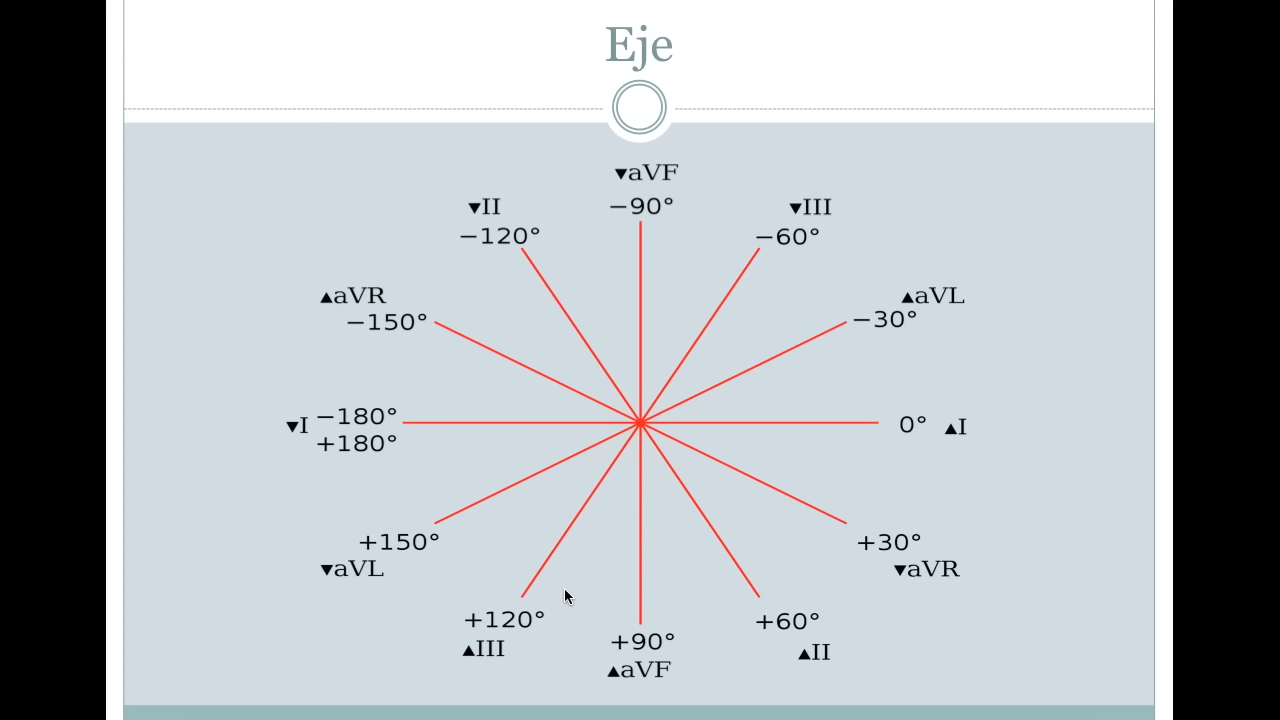 Eje
▼aVF
−90°
▼II
−120°
▼III
−60°
▲aVR
−150°
▲aVL
−30°
▼I −180°
+180°
0° ▲I
+150°
▼aVL
+30°
▼aVR
+120°
▲III
+90°
▲aVF
+60°
▲II